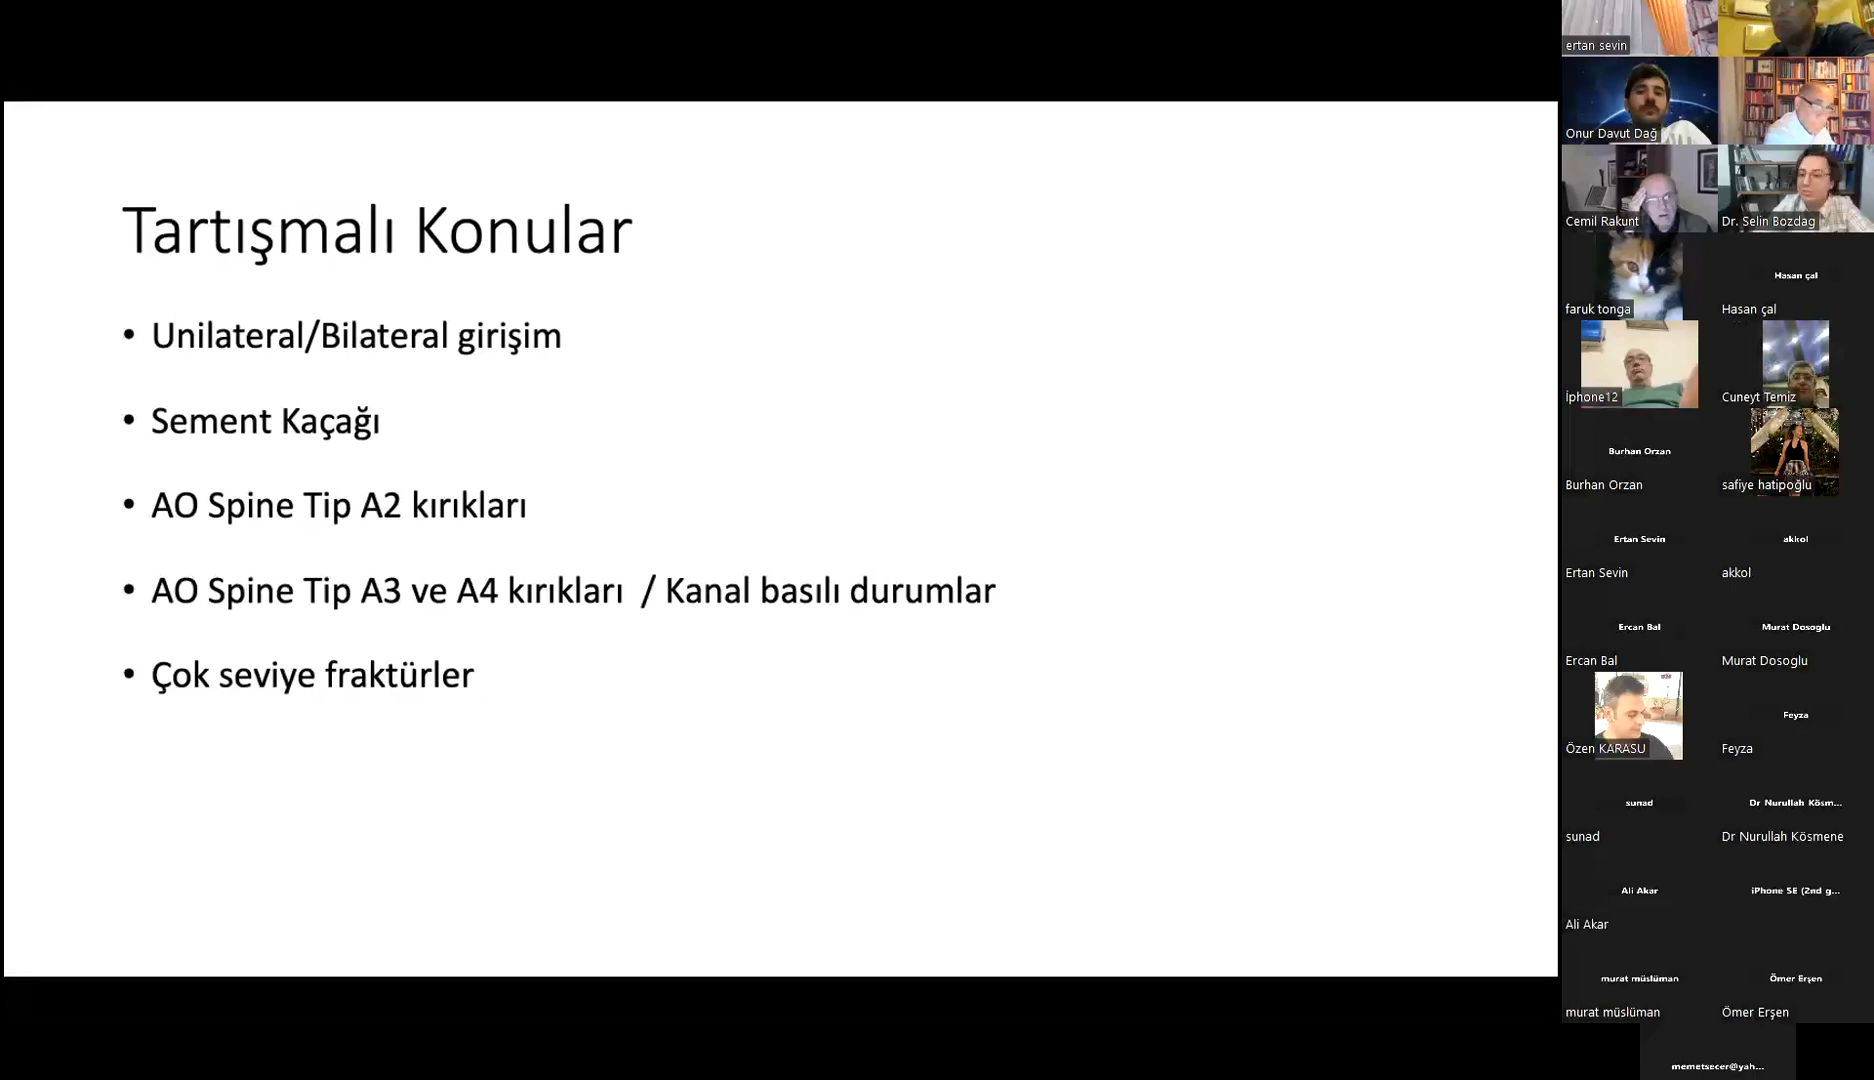 Tartışmalı Konular
• Unilateral/Bilateral girişim
• Sement Kaçağı
• AO Spine Tip A2 kırıkları
• AO Spine Tip A3 ve A4 kırıkları / Kanal basılı durumlar
• Çok seviye fraktürler
ertan sevin
Onur Davut Dağ
Cemil Rakunt
Dr. Selin Bozdag
faruk tonga
Hasan çal
Hasan çal
İphone12
Cuneyt Temiz
Burhan Orzan
Burhan Orzan
safiye hatipoğlu
Ertan Sevin
Ertan Sevin
akkol
akkol
Ercan Bal
Ercan Bal
Murat Dosoglu
Murat Dosoglu
Özen KARASU
Feyza
Feyza
sunad
sunad
Dr Nurullah Kösm...
Dr Nurullah Kösmene
Ali Akar
Ali Akar
iPhone SE (2nd g...
murat müslüman
murat müslüman
Ömer Erşen
Ömer Erşen
memetsecer@yah...